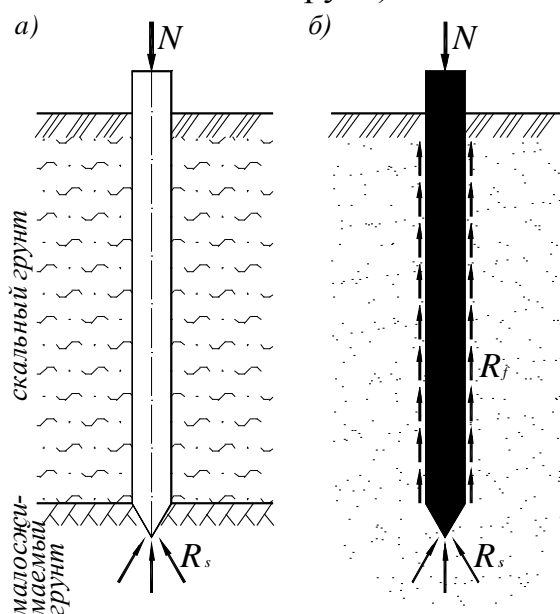 а)
б)
N
N
скальный грунт
R f
малосжи-
маемый
грунт
R s
R s